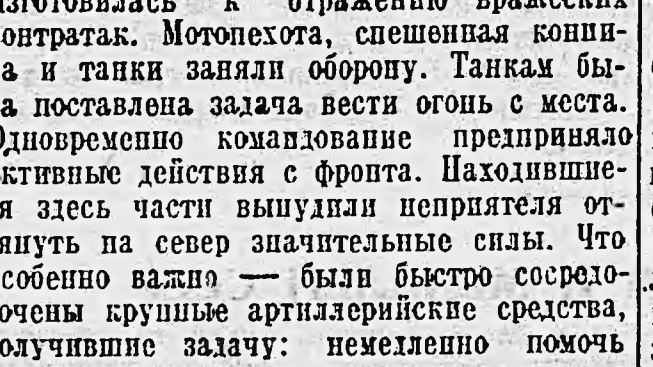 изготовилась к отражению вражеских
онтратак. Мотопехота, спешенная конни-
а и танки заняли оборону. Танкам бы-
а поставлена задача вести огонь с места.
Одновременно командование предприняло
ктивные действия с фронта. Находившие-
я здесь части вынудили неприятеля от-
януть на север значительные силы. Что
собенно важно — были быстро сосредо-
очены крупные артиллерийские средства,
олучившие задачу: немедленно помочь